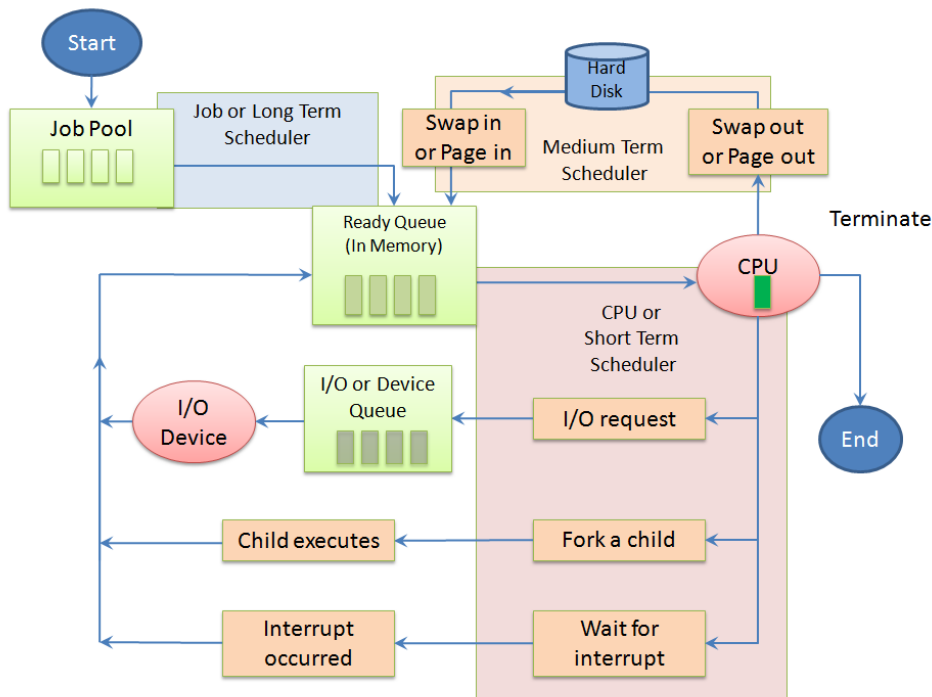 Start
Job Pool
Job or Long Term
Scheduler
Hard
Disk
Swap in
or Page in
Medium Term
Scheduler
Swap out
or Page out
Ready Queue
(In Memory)
Terminate
CPU
CPU or
Short Term
Scheduler
I/O or Device
Queue
I/O
Device
I/O request
End
Child executes
Fork a child
Interrupt
occurred
Wait for
interrupt